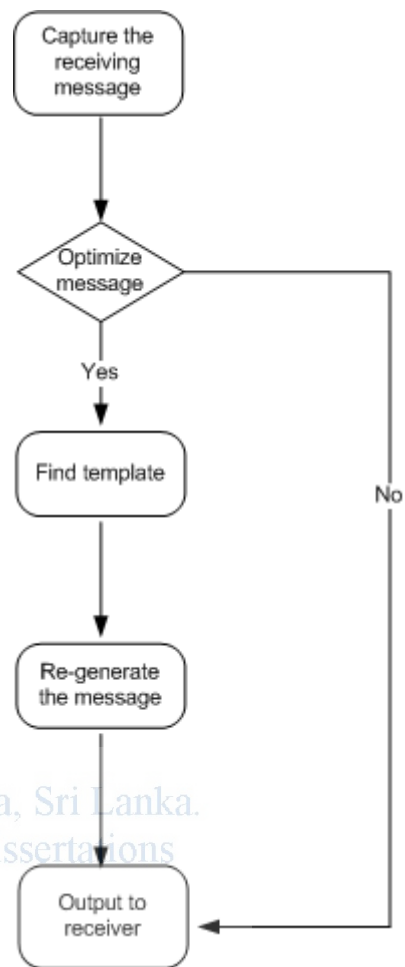 Capture the
receiving
message
Optimize
message
Yes
Find template
No
Re-generate
the message
a, Sri Lanka.
ssertations
Output to
receiver